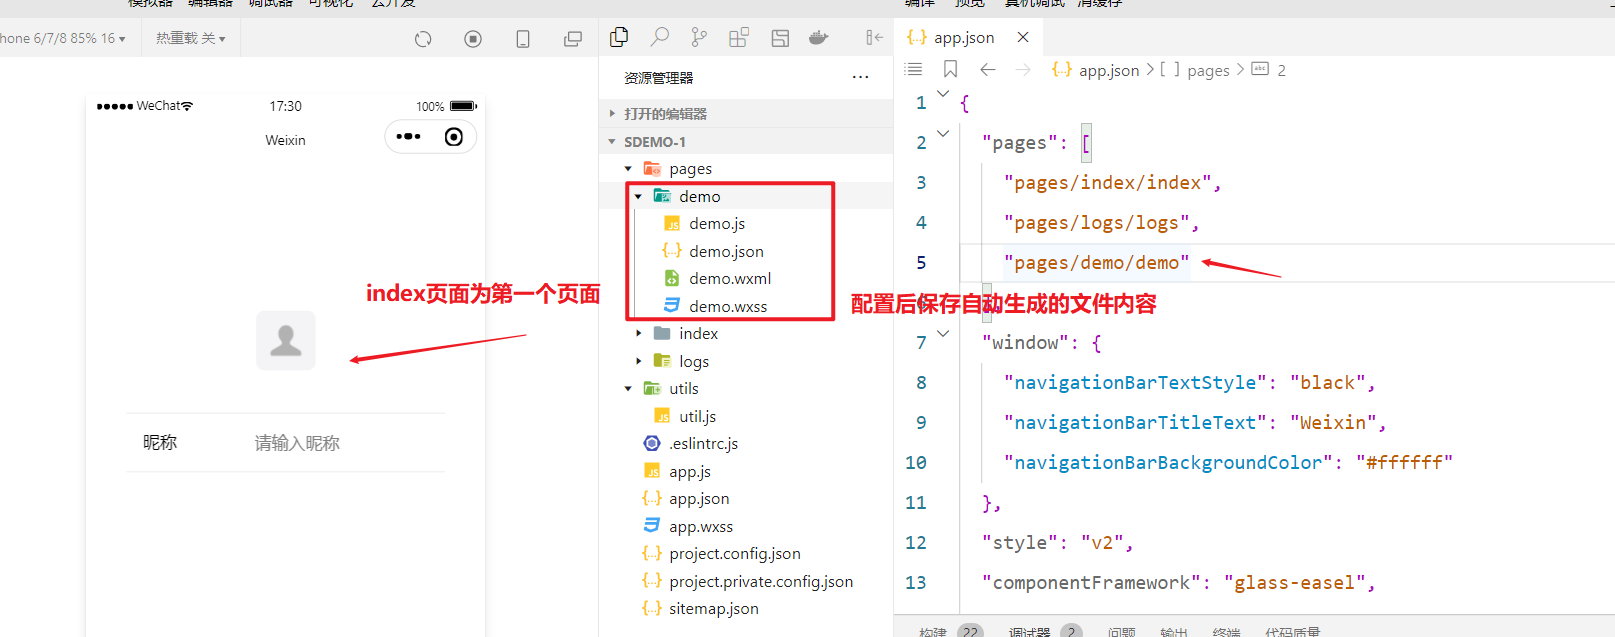 模拟器 编辑器 调试器 可视化 云开发
编译 预览 真机调试 清缓存
hone 6/7/8 85% 16
热重载 关
WeChat
17:30
100%
Weixin
index页面为第一个页面
昵称
请输入昵称
资源管理器
打开的编辑器
SDEMO-1
pages
demo
demo.js
demo.json
demo.wxml
demo.wxss
index
logs
utils
util.js
.eslintrc.js
app.js
app.json
app.wxss
project.config.json
project.private.config.json
sitemap.json
配置后保存自动生成的文件内容
app.json
app.json > [ ] pages > abc 2
1 {
2 "pages": [
3 "pages/index/index",
4 "pages/logs/logs",
5 "pages/demo/demo"
7 "window": {
8 "navigationBarTextStyle": "black",
9 "navigationBarTitleText": "Weixin",
10 "navigationBarBackgroundColor": "#ffffff"
11 },
12 "style": "v2",
13 "componentFramework": "glass-easel",
构建 22 调试器 2 问题 输出 终端 代码质量